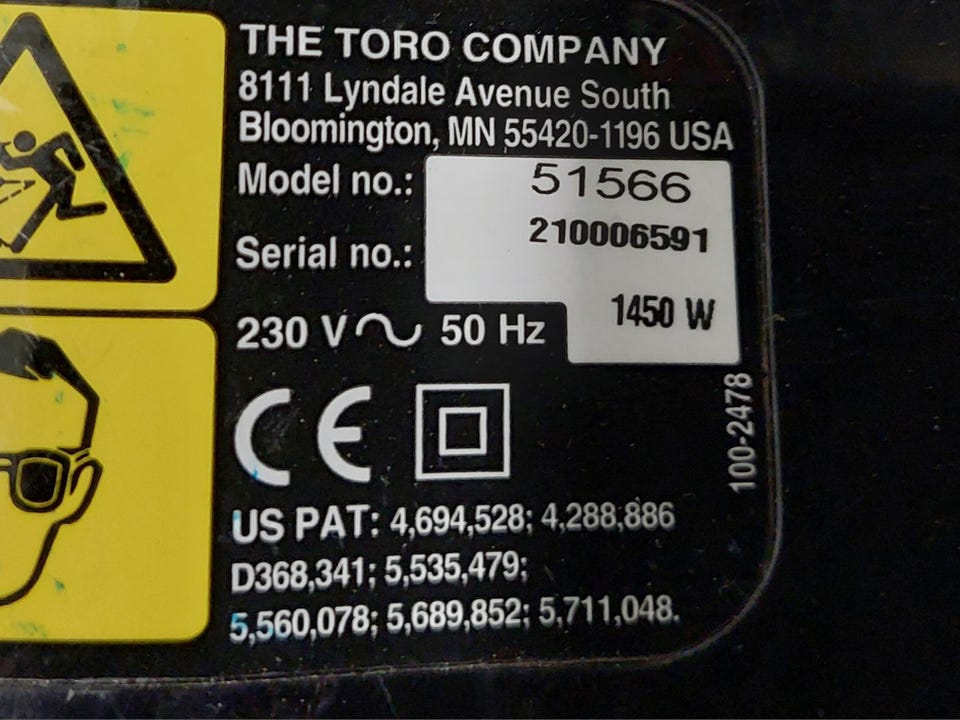 THE TORO COMPANY
8111 Lyndale Avenue South
Bloomington, MN 55420-1196 USA
Model no.: 51566
210006591
Serial no.:
1450 W
230 V ~ 50 Hz
CE
100-2478
US PAT: 4,694,528; 4,288,886
D368,341; 5,535,479;
5,560,078; 5,689,852; 5,711,048.